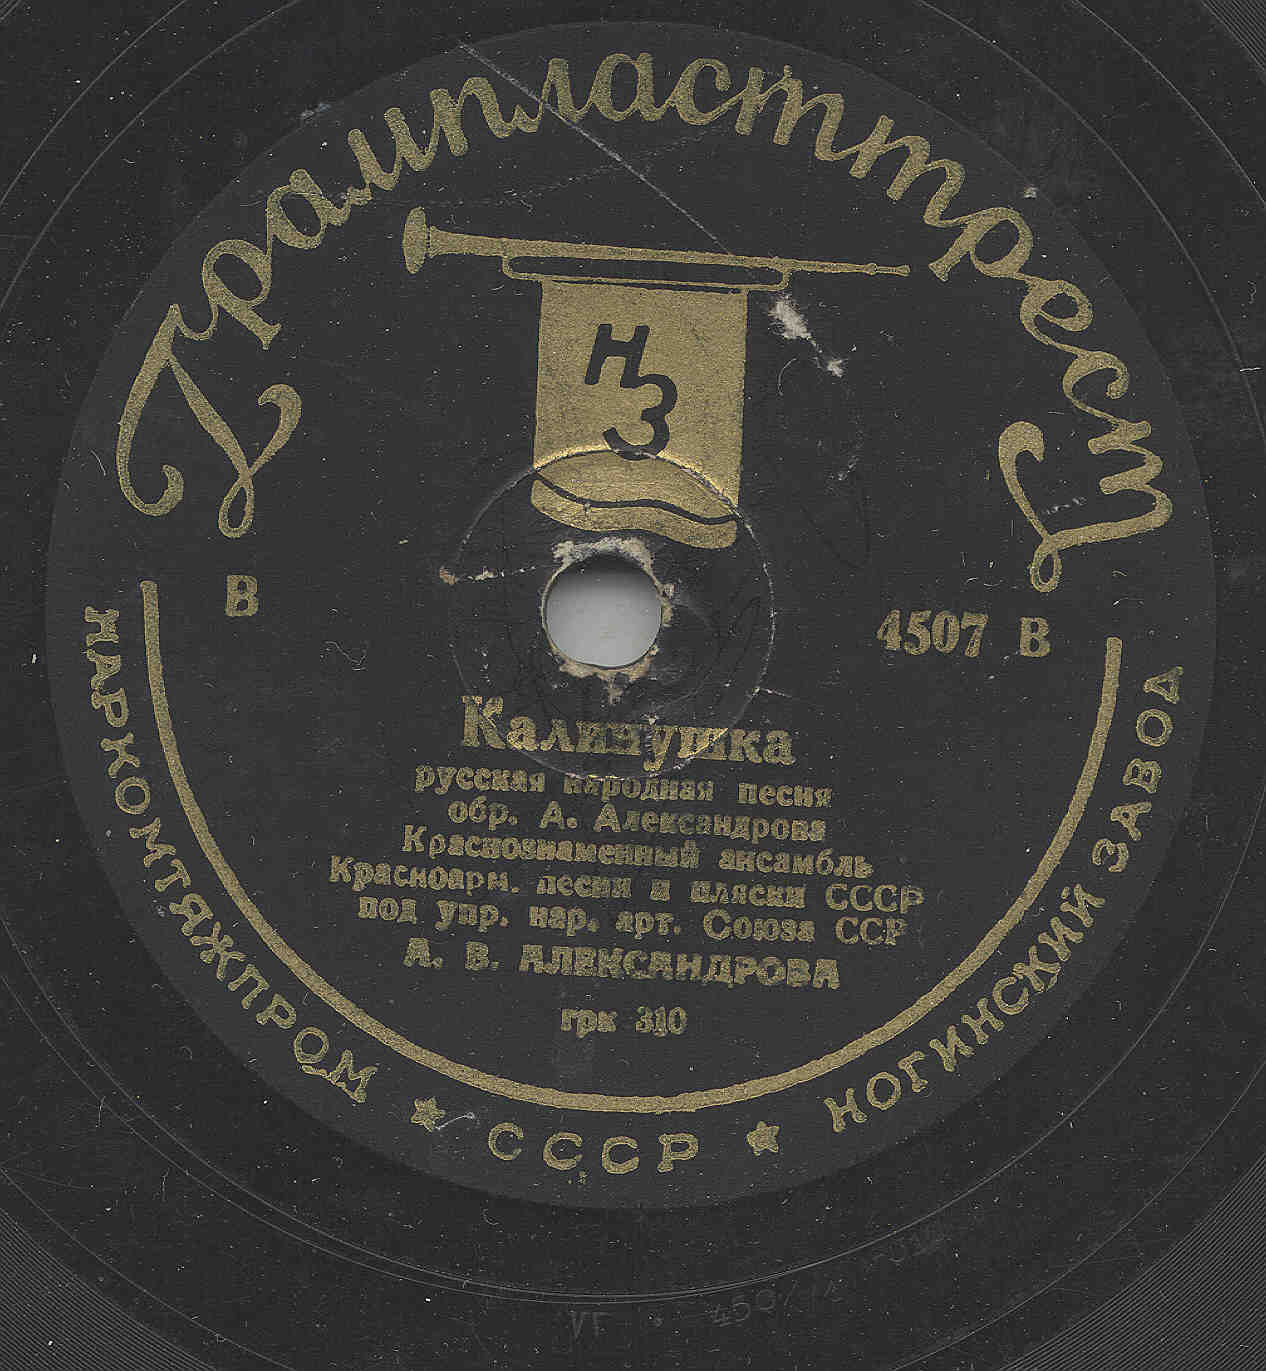 Грампласттрест
НЗ
В
4507 В
Калинушка
русская народная песня
обр. А. Александрова
Краснознаменный ансамбль
Красноарм. песни и пляски СССР
под упр. нар. арт. Союза ССР
А. В. АЛЕКСАНДРОВА
грк 310
НАРКОМТЯЖПРОМ ★ СССР ★ НОГИНСКИЙ ЗАВОД
VГ